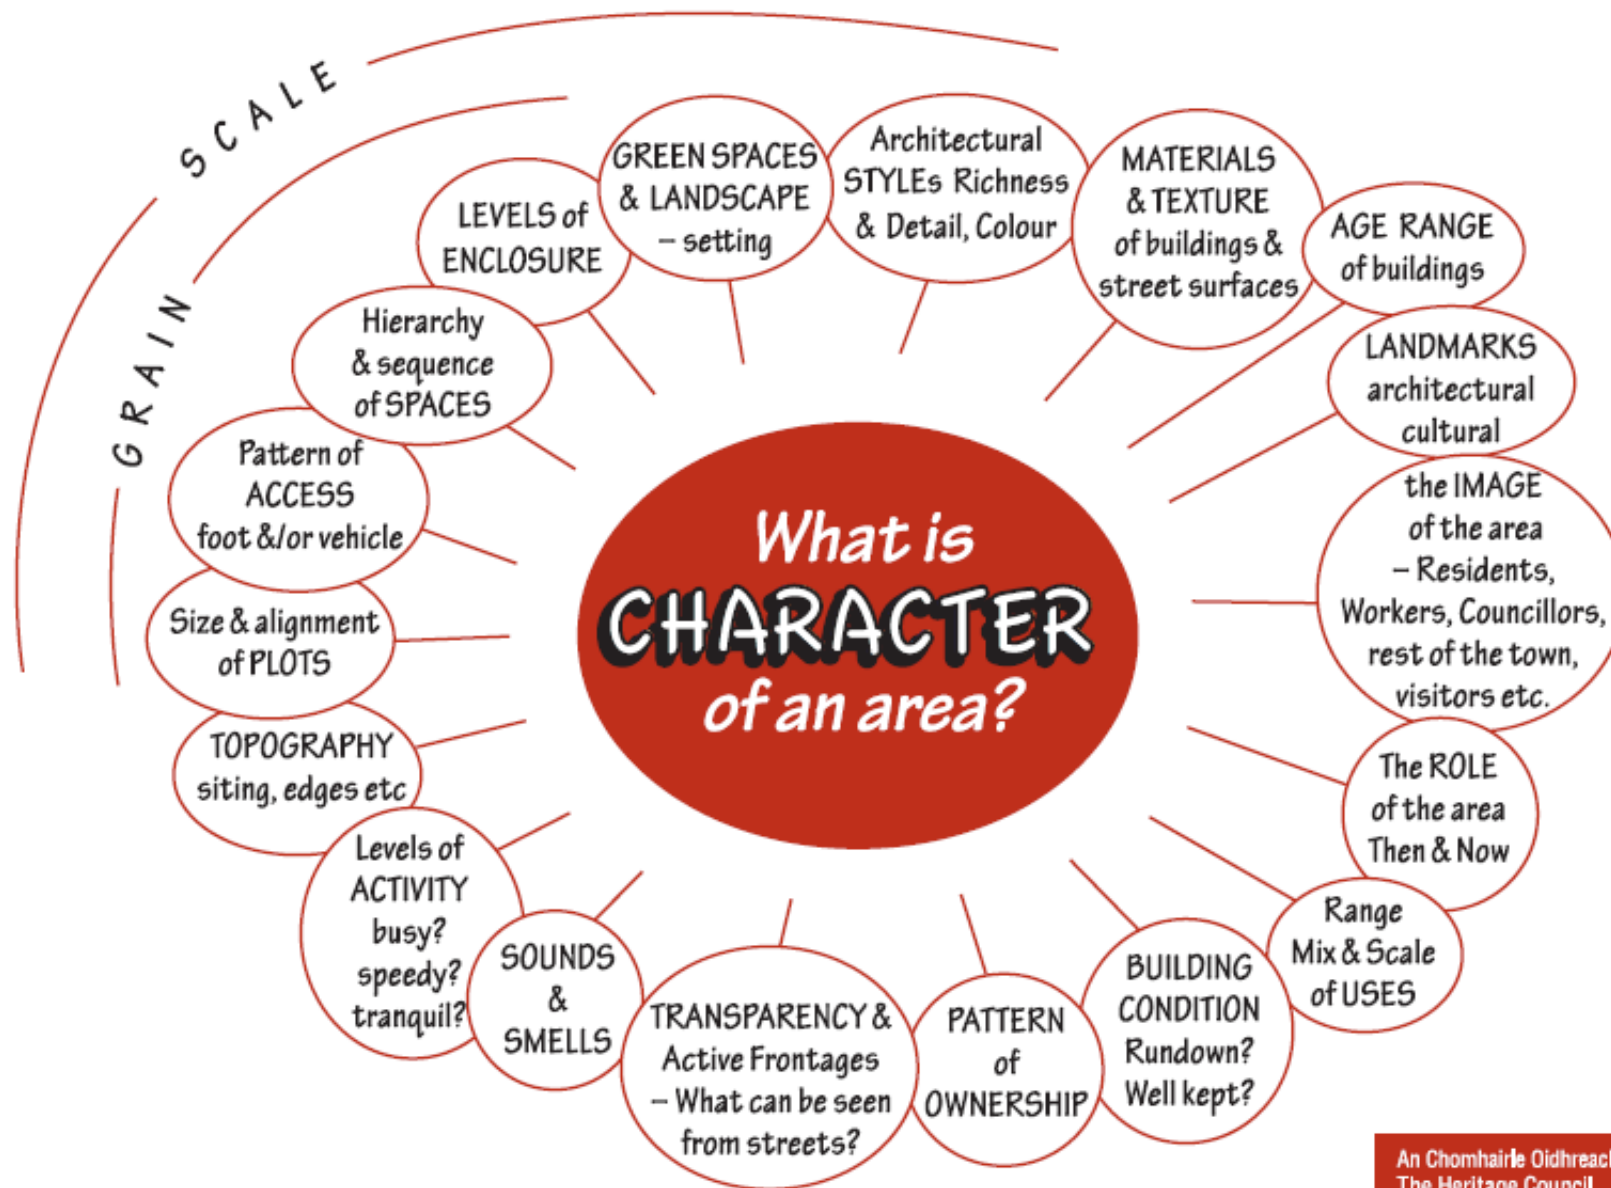 SCALE
GRAIN
What is
CHARACTER
of an area?
GREEN SPACES
& LANDSCAPE
– setting
Architectural
STYLEs Richness
& Detail, Colour
MATERIALS
& TEXTURE
of buildings &
street surfaces
AGE RANGE
of buildings
LANDMARKS
architectural
cultural
the IMAGE
of the area
– Residents,
Workers, Councillors,
rest of the town,
visitors etc.
The ROLE
of the area
Then & Now
Range
Mix & Scale
of USES
BUILDING
CONDITION
Rundown?
Well kept?
PATTERN
of
OWNERSHIP
TRANSPARENCY &
Active Frontages
– What can be seen
from streets?
SOUNDS
&
SMELLS
Levels of
ACTIVITY
busy?
speedy?
tranquil?
TOPOGRAPHY
siting, edges etc
Size & alignment
of PLOTS
Pattern of
ACCESS
foot &/or vehicle
Hierarchy
& sequence
of SPACES
LEVELS of
ENCLOSURE
An Chomhairle
The Heritage Council